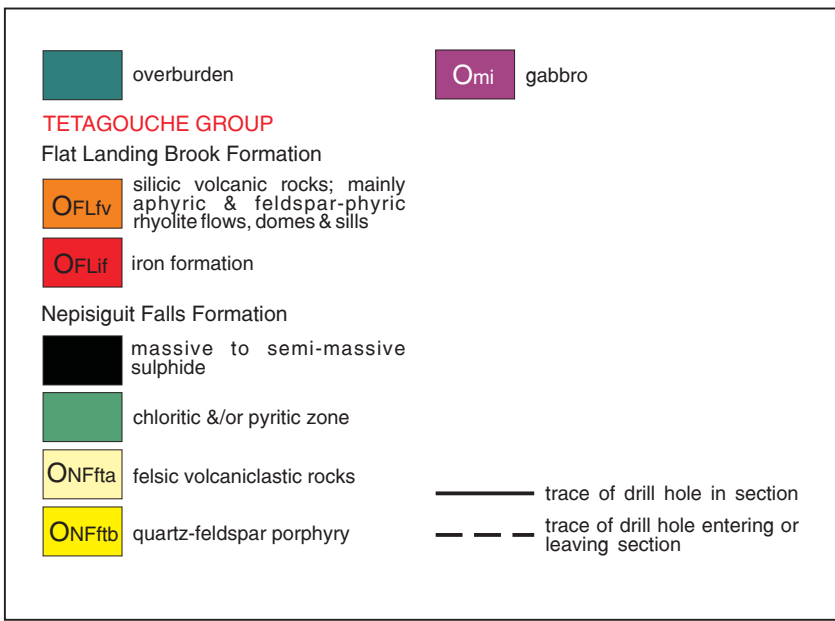 overburden
TETAGOUCHE GROUP
Flat Landing Brook Formation
OFLfv
silicic volcanic rocks; mainly
aphyric & feldspar-phyric
rhyolite flows, domes & sills
OFLif
iron formation
Nepisiguit Falls Formation
massive to semi-massive
sulphide
chloritic &/or pyritic zone
ONFfta
felsic volcaniclastic rocks
ONFftb
quartz-feldspar porphyry
Omi
gabbro
trace of drill hole in section
trace of drill hole entering or
leaving section